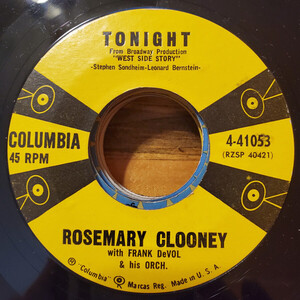 TONIGHT
From Broadway Production
"WEST SIDE STORY"
-Stephen Sondheim-Leonard Bernstein-
COLUMBIA
45 RPM
4-41053
(RZSP 40421)
ROSEMARY CLOONEY
with FRANK DeVOL
& his ORCH.
® "Columbia" Marcas Reg. Made in U. S. A.